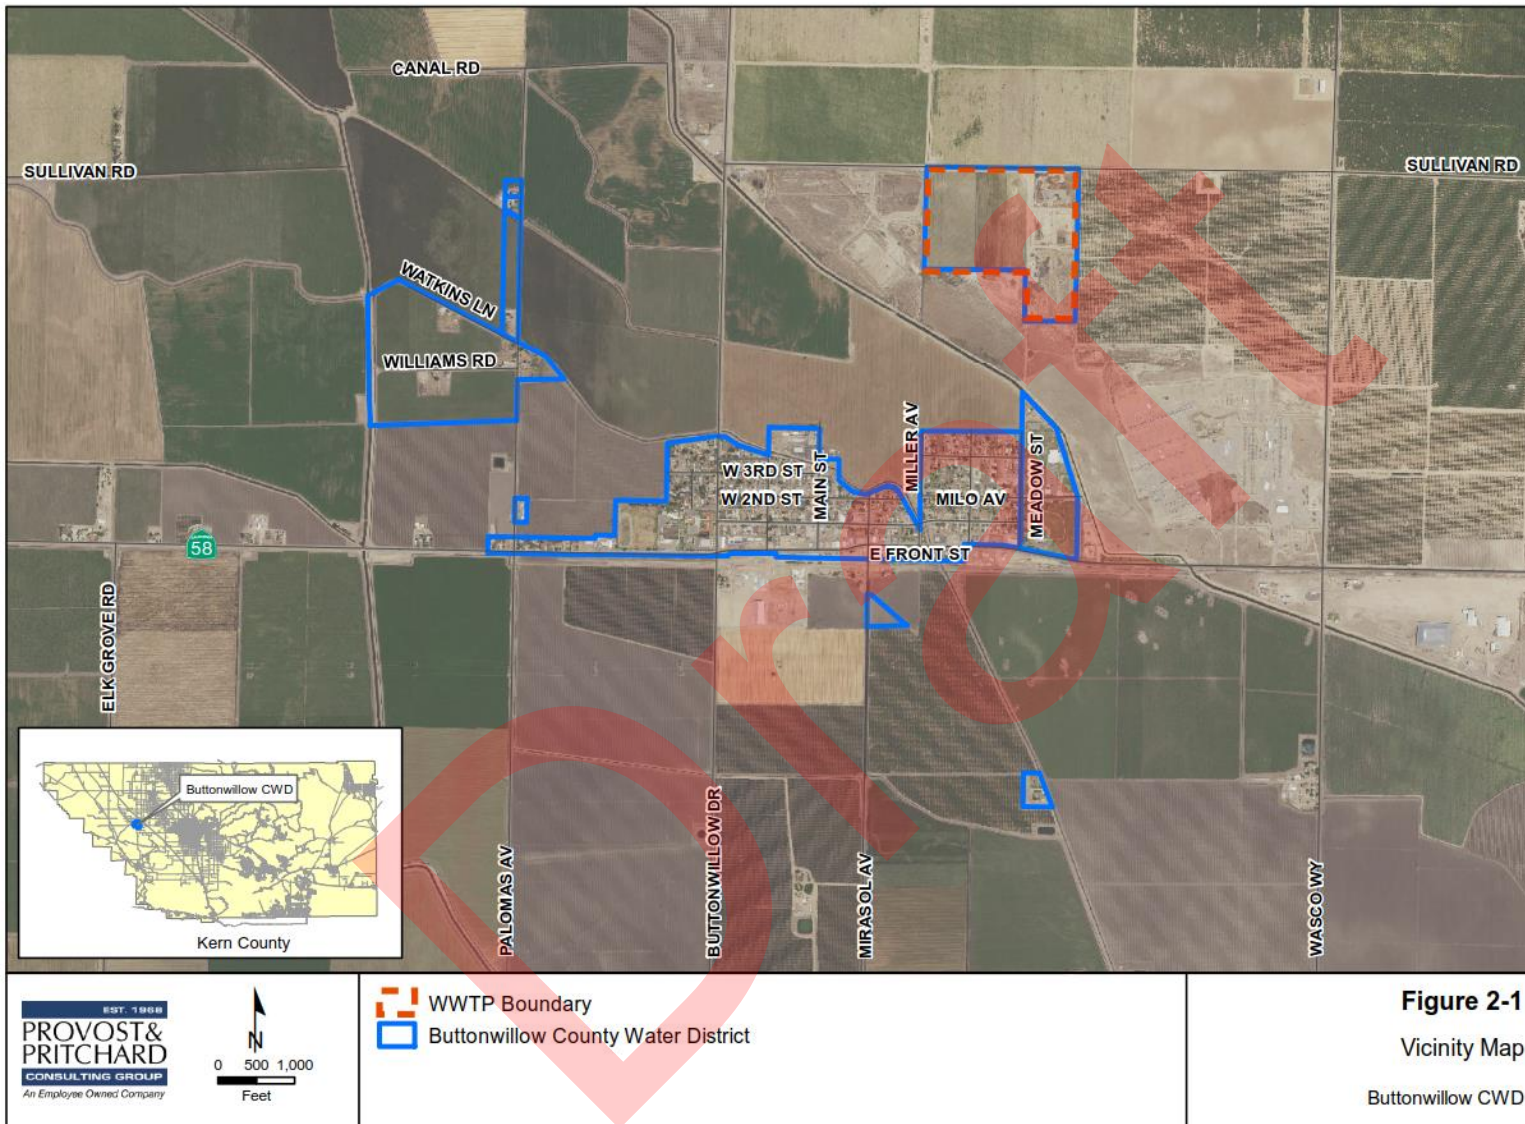 CANAL RD
SULLIVAN RD
SULLIVAN RD
WATKINS LN
WILLIAMS RD
MILLER AV
W 3RD ST
MAIN ST
MEADOW ST
W 2ND ST
MILO AV
CALIFORNIA
58
E FRONT ST
ELK GROVE RD
PALOMAS AV
BUTTONWILLOW DR
MIRASOL AV
WASCO WY
Draft
Buttonwillow CWD
Kern County
EST. 1968
PROVOST&
PRITCHARD
CONSULTING GROUP
An Employee Owned Company
N
0 500 1,000
Feet
WWTP Boundary
Buttonwillow County Water District
Figure 2-1
Vicinity Map
Buttonwillow CWD